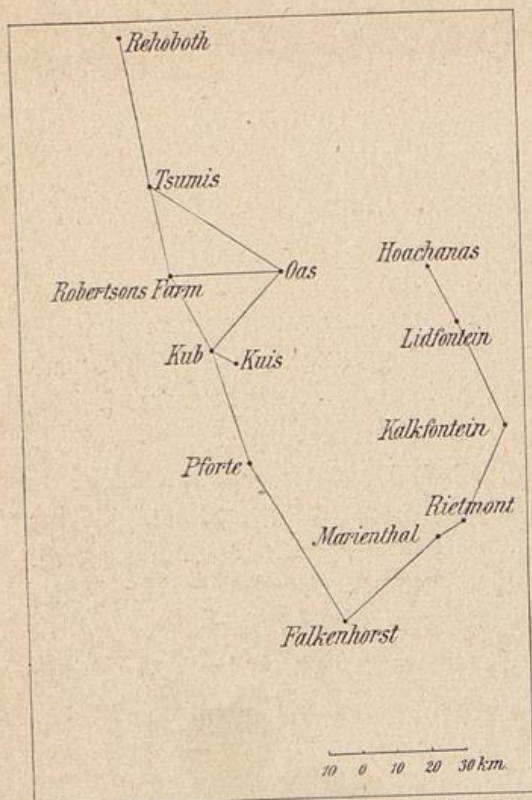 Rehoboth
Tsumis
Oas
Hoachanas
Robertsons Farm
Lidfontein
Kub
Kuis
Kalkfontein
Pforte
Rietmont
Marienthal
Falkenhorst
10 0 10 20 30 km.